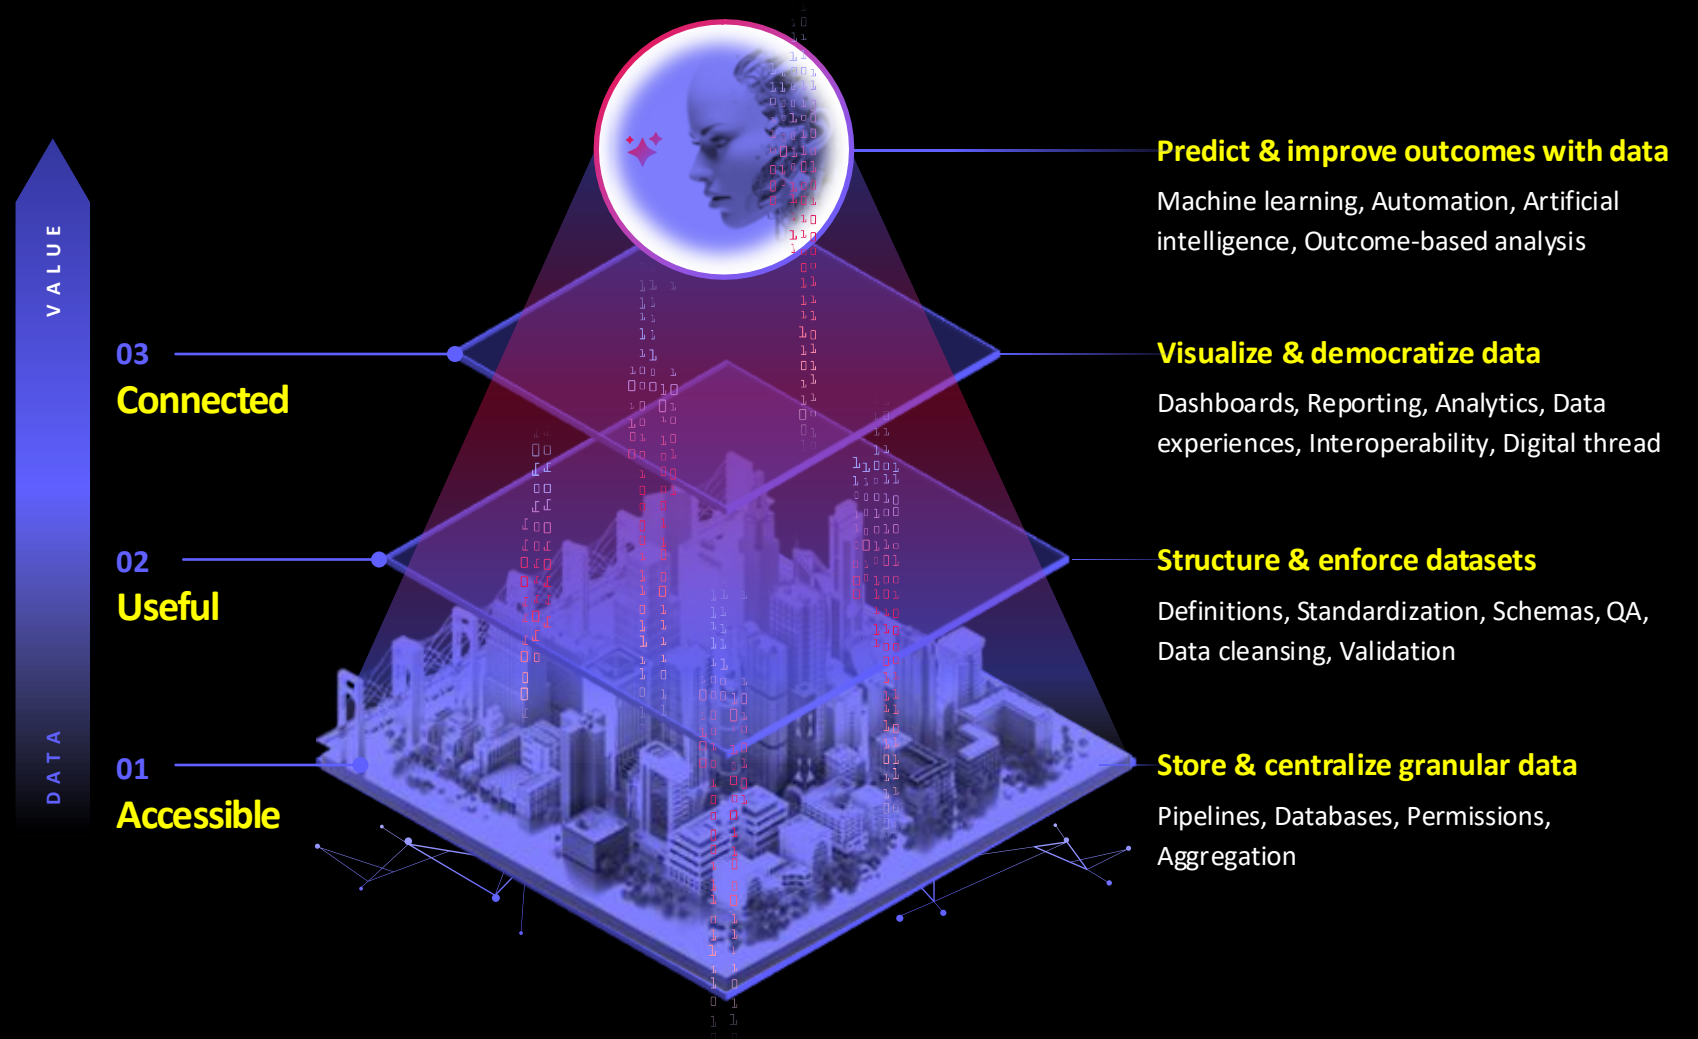 Predict & improve outcomes with data
Machine learning, Automation, Artificial
intelligence, Outcome-based analysis
VALUE
03
Connected
Visualize & democratize data
Dashboards, Reporting, Analytics, Data
experiences, Interoperability, Digital thread
02
Useful
Structure & enforce datasets
Definitions, Standardization, Schemas, QA,
Data cleansing, Validation
DATA
01
Accessible
Store & centralize granular data
Pipelines, Databases, Permissions,
Aggregation